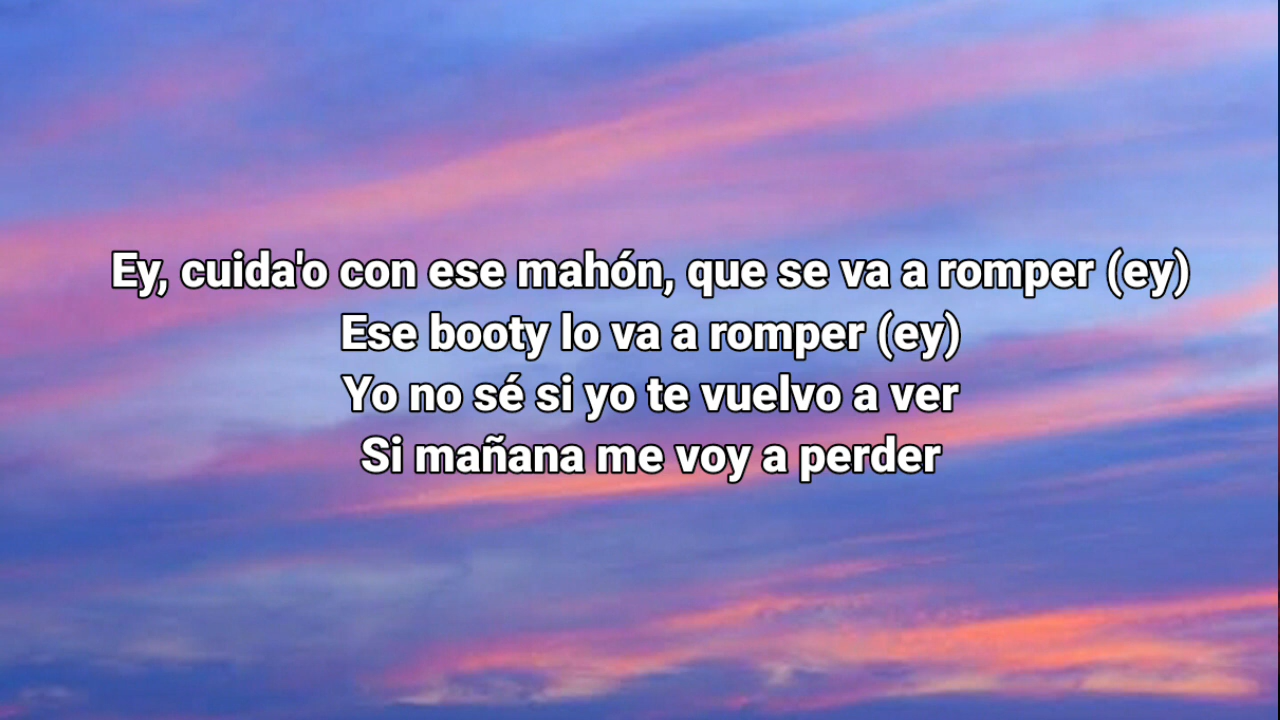 Ey, cuida'o con ese mahón, que se va a romper (ey)
Ese booty lo va a romper (ey)
Yo no sé si yo te vuelvo a ver
Si mañana me voy a perder